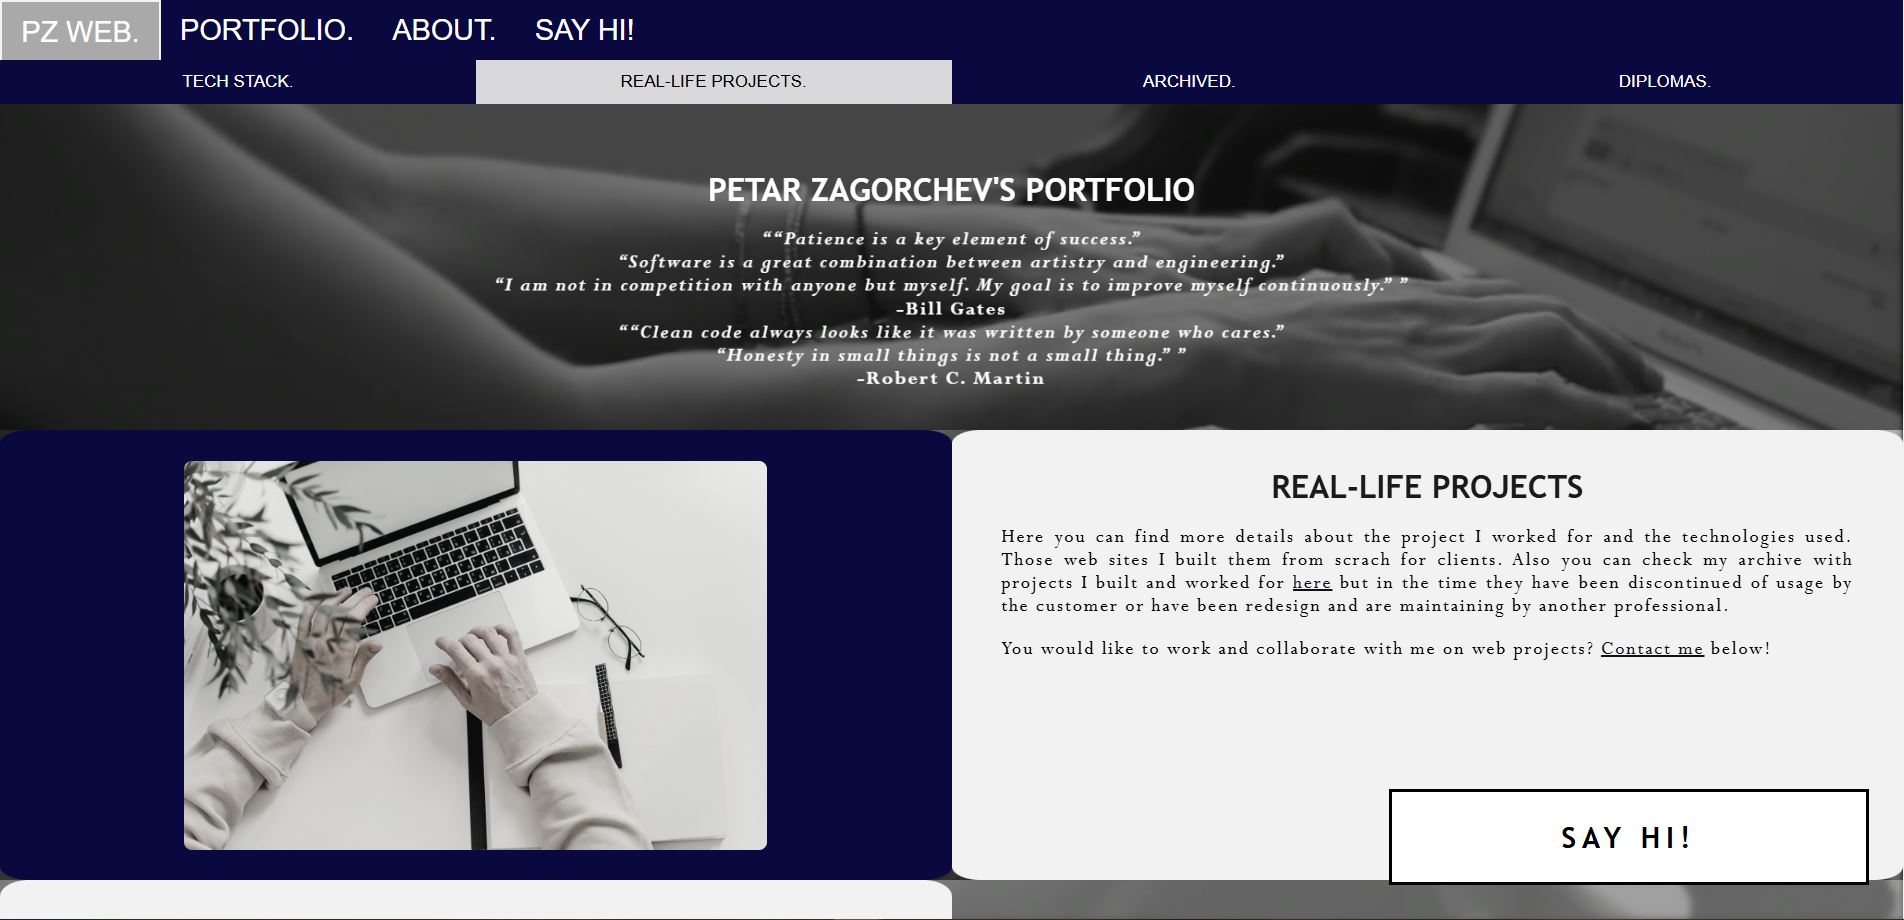 PZ WEB. PORTFOLIO. ABOUT. SAY HI!
TECH STACK. REAL-LIFE PROJECTS. ARCHIVED. DIPLOMAS.
PETAR ZAGORCHEV'S PORTFOLIO
““Patience is a key element of success.”
“Software is a great combination between artistry and engineering.”
“I am not in competition with anyone but myself. My goal is to improve myself continuously.” ”
-Bill Gates
““Clean code always looks like it was written by someone who cares.”
“Honesty in small things is not a small thing.” ”
-Robert C. Martin
REAL-LIFE PROJECTS
Here you can find more details about the project I worked for and the technologies used.
Those web sites I built them from scrach for clients. Also you can check my archive with
projects I built and worked for here but in the time they have been discontinued of usage by
the customer or have been redesign and are maintaining by another professional.
You would like to work and collaborate with me on web projects? Contact me below!
SAY HI!